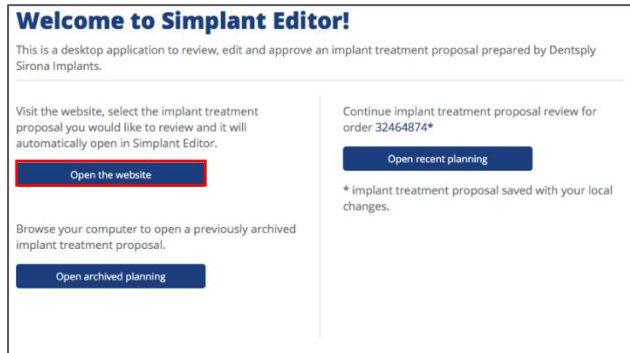 Welcome to Simplant Editor!
This is a desktop application to review, edit and approve an implant treatment proposal prepared by Dentsply
Sirona Implants.
Visit the website, select the implant treatment
proposal you would like to review and it will
automatically open in Simplant Editor.
Open the website
Browse your computer to open a previously archived
implant treatment proposal.
Open archived planning
Continue implant treatment proposal review for
order 32464874*
Open recent planning
* implant treatment proposal saved with your local
changes.